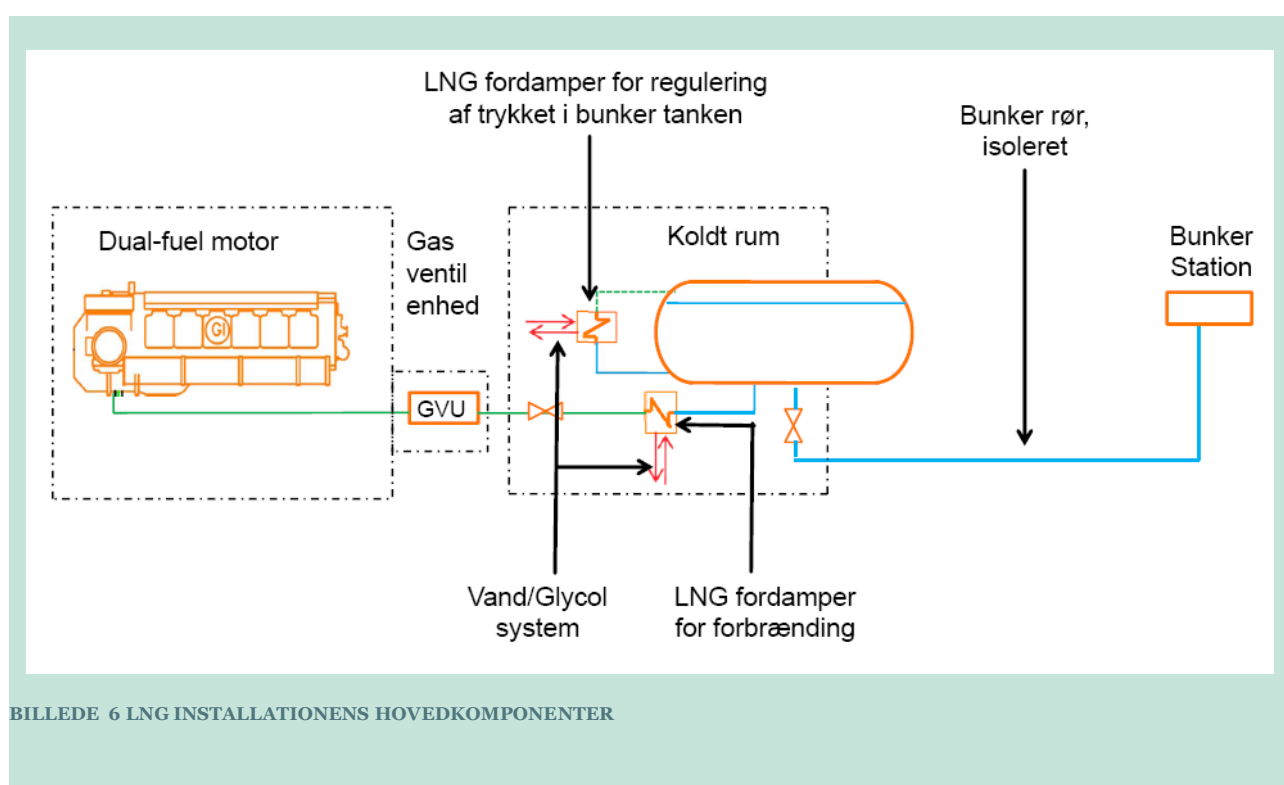 LNG fordamper for regulering
af trykket i bunker tanken
Bunker rør,
isoleret
Dual-fuel motor
Gas
ventil
enhed
Koldt rum
Bunker
Station
GI
GVU
Vand/Glycol
system
LNG fordamper
for forbrænding
BILLEDE 6 LNG INSTALLATIONENS HOVEDKOMPONENTER